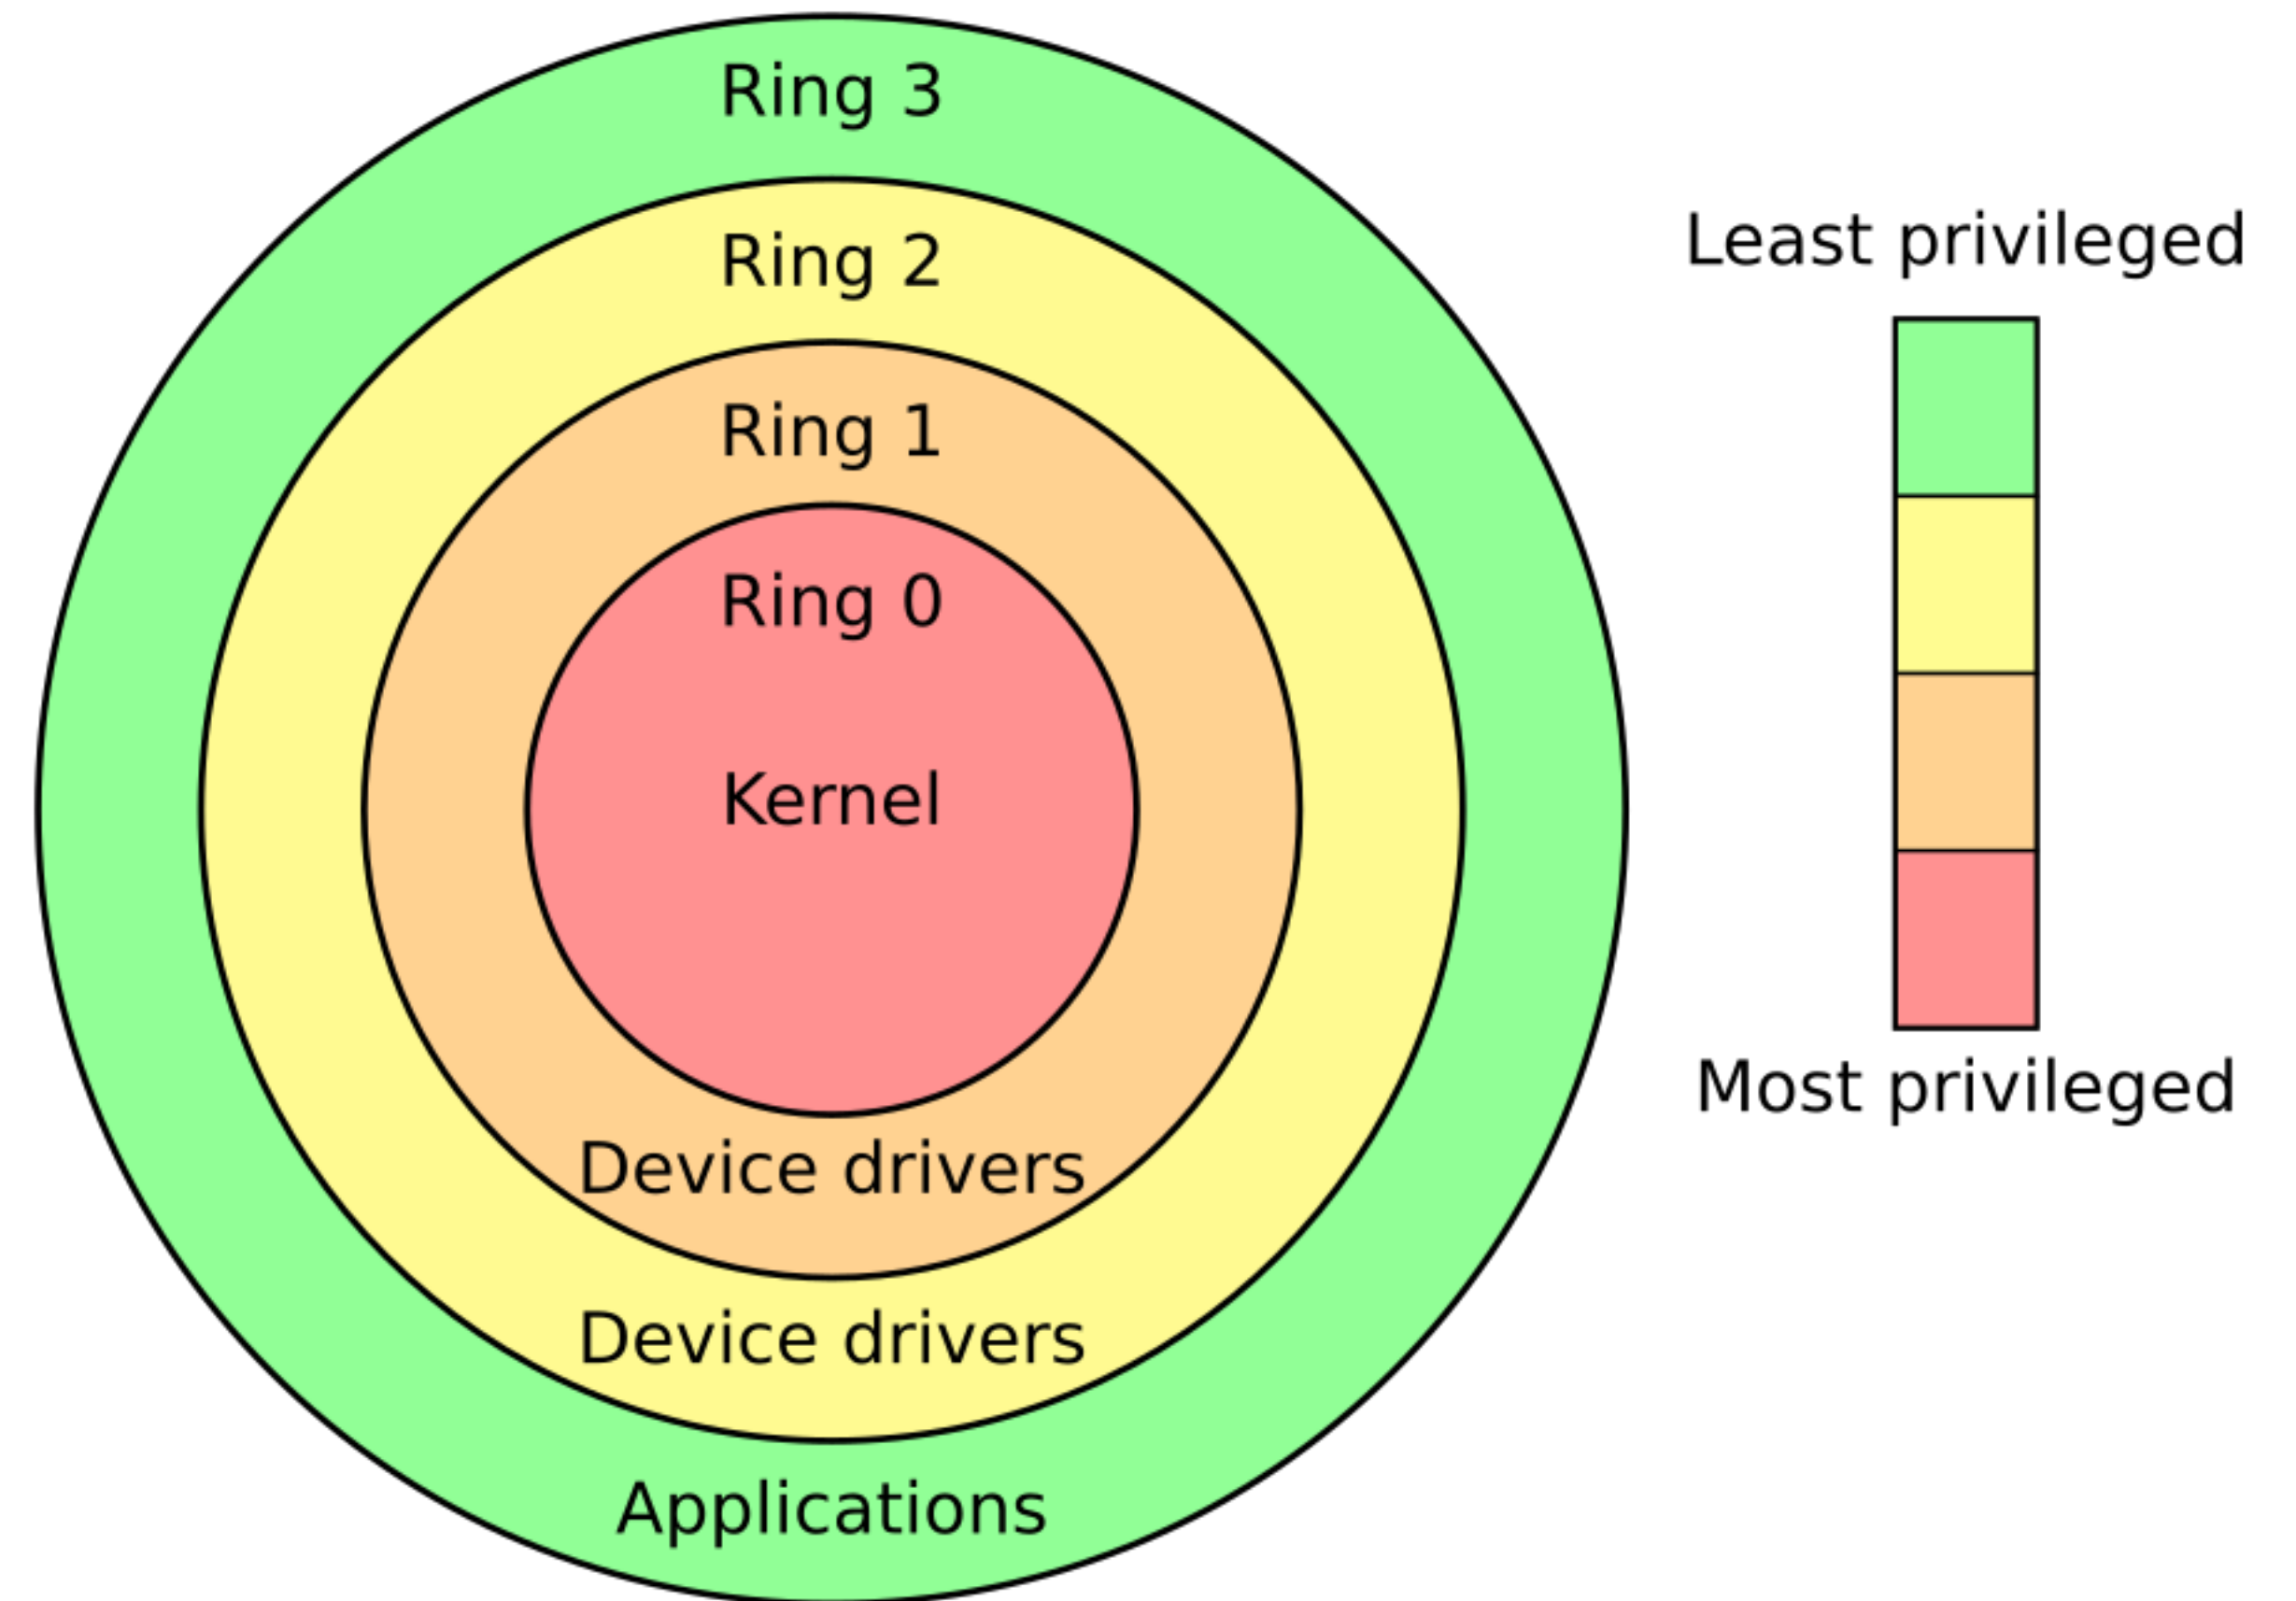 Ring 3
Ring 2
Ring 1
Ring 0
Kernel
Device drivers
Device drivers
Applications
Least privileged
Most privileged